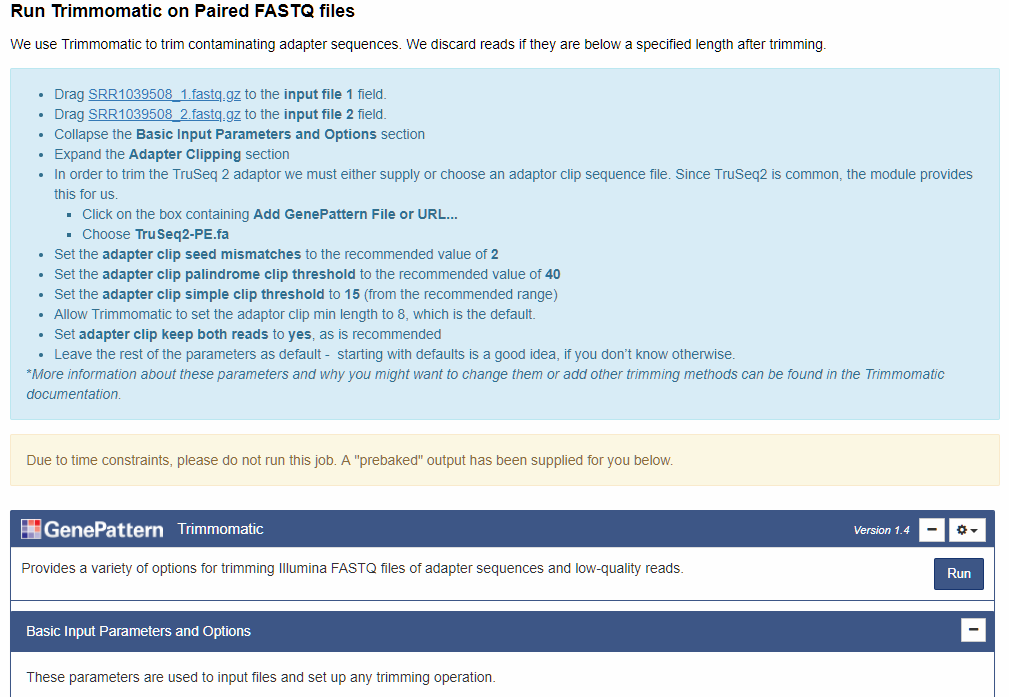 Run Trimmomatic on Paired FASTQ files
We use Trimmomatic to trim contaminating adapter sequences. We discard reads if they are below a specified length after trimming.
Drag SRR1039508_1.fastq.gz to the input file 1 field.
Drag SRR1039508_2.fastq.gz to the input file 2 field.
Collapse the Basic Input Parameters and Options section
Expand the Adapter Clipping section
In order to trim the TruSeq 2 adaptor we must either supply or choose an adaptor clip sequence file. Since TruSeq2 is common, the module provides
this for us.
Click on the box containing Add GenePattern File or URL...
Choose TruSeq2-PE.fa
Set the adapter clip seed mismatches to the recommended value of 2
Set the adapter clip palindrome clip threshold to the recommended value of 40
Set the adapter clip simple clip threshold to 15 (from the recommended range)
Allow Trimmomatic to set the adaptor clip min length to 8, which is the default.
Set adapter clip keep both reads to yes, as is recommended
Leave the rest of the parameters as default - starting with defaults is a good idea, if you don't know otherwise.
*More information about these parameters and why you might want to change them or add other trimming methods can be found in the Trimmomatic
documentation.
Due to time constraints, please do not run this job. A "prebaked" output has been supplied for you below.
GenePattern Trimmomatic Version 1.4
Provides a variety of options for trimming Illumina FASTQ files of adapter sequences and low-quality reads.
Run
Basic Input Parameters and Options
These parameters are used to input files and set up any trimming operation.